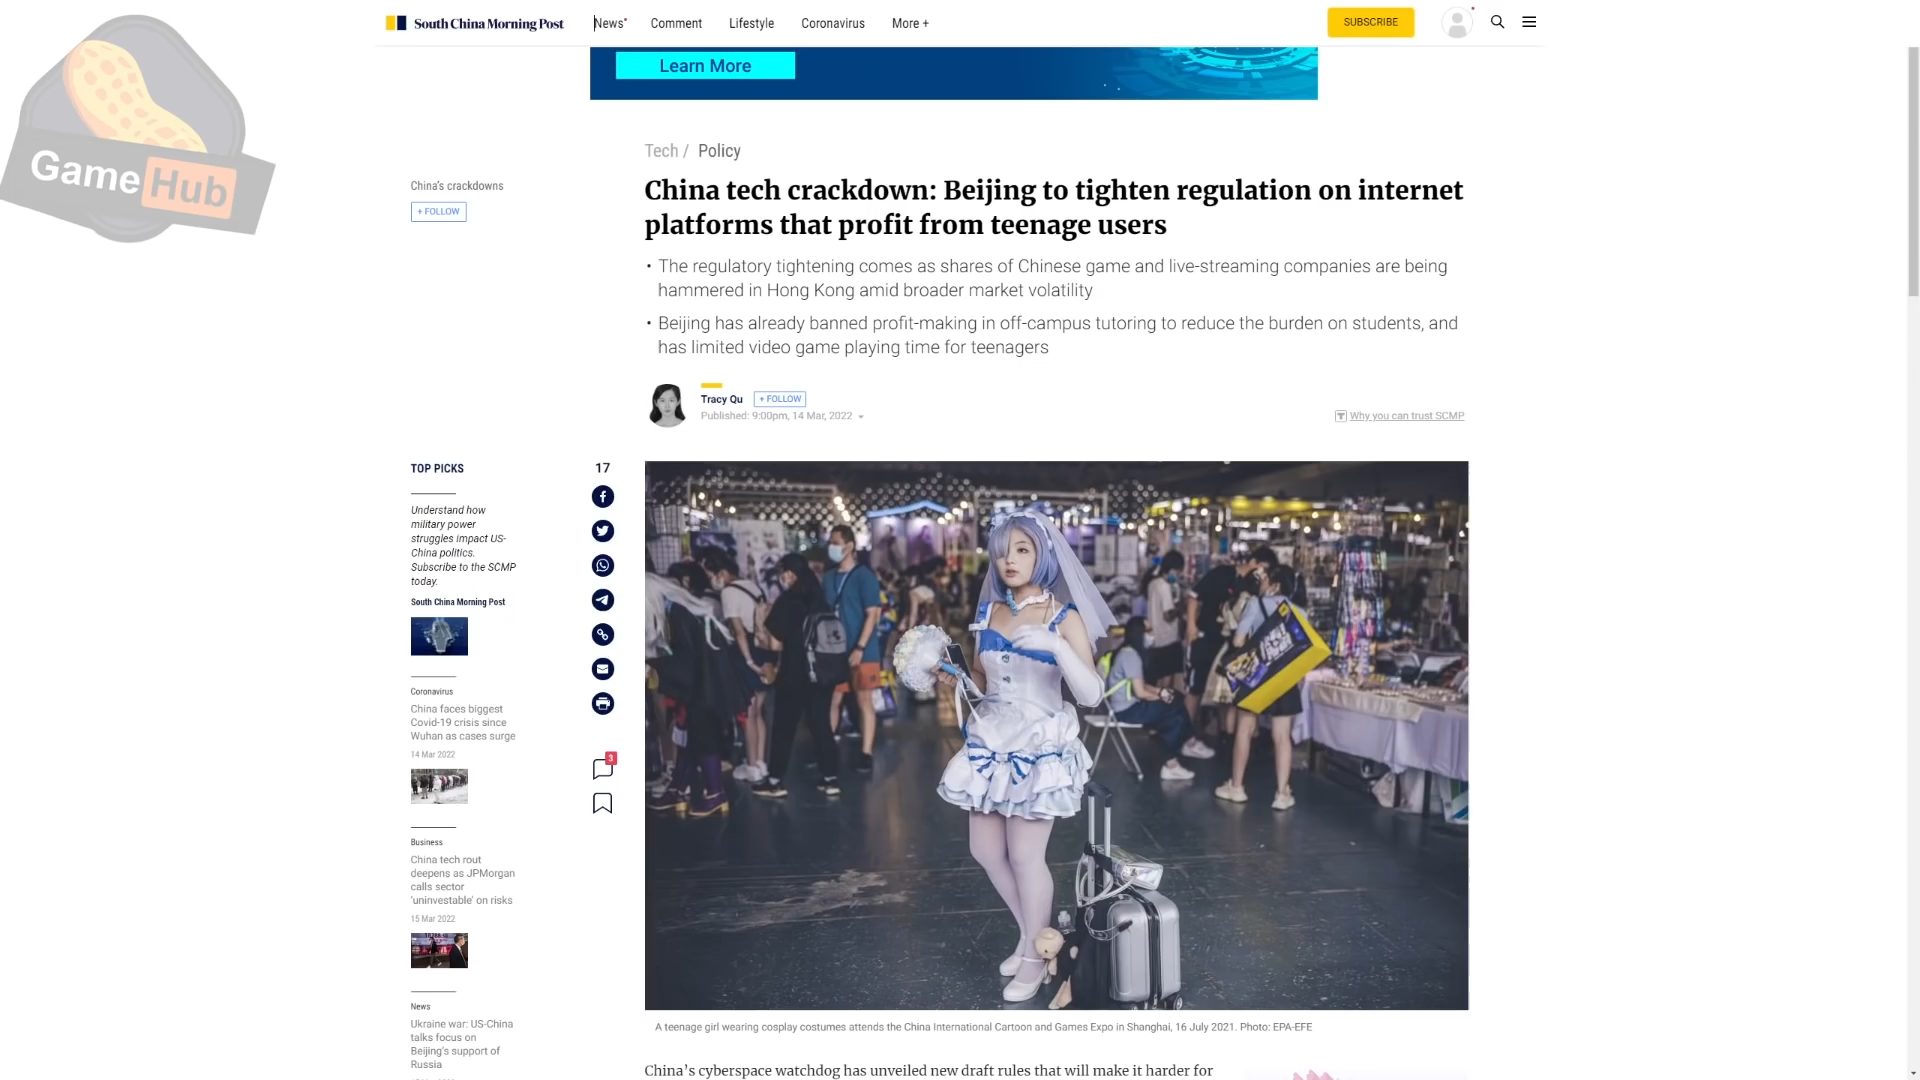 South China Morning Post
News
Comment
Lifestyle
Coronavirus
More +
SUBSCRIBE
Learn More
GameHub
Tech / Policy
China's crackdowns
+ FOLLOW
China tech crackdown: Beijing to tighten regulation on internet
platforms that profit from teenage users
• The regulatory tightening comes as shares of Chinese game and live-streaming companies are being
hammered in Hong Kong amid broader market volatility
• Beijing has already banned profit-making in off-campus tutoring to reduce the burden on students, and
has limited video game playing time for teenagers
Tracy Qu
+ FOLLOW
Published: 9:00pm, 14 Mar, 2022
Why you can trust SCMP
TOP PICKS
Understand how
military power
struggles impact US-
China politics.
Subscribe to the SCMP
today.
South China Morning Post
Coronavirus
China faces biggest
Covid-19 crisis since
Wuhan as cases surge
14 Mar 2022
Business
China tech rout
deepens as JPMorgan
calls sector
'uninvestable' on risks
15 Mar 2022
News
Ukraine war: US-China
talks focus on
Beijing's support of
Russia
17
3
A teenage girl wearing cosplay costumes attends the China International Cartoon and Games Expo in Shanghai, 16 July 2021. Photo: EPA-EFE
China's cyberspace watchdog has unveiled new draft rules that will make it harder for